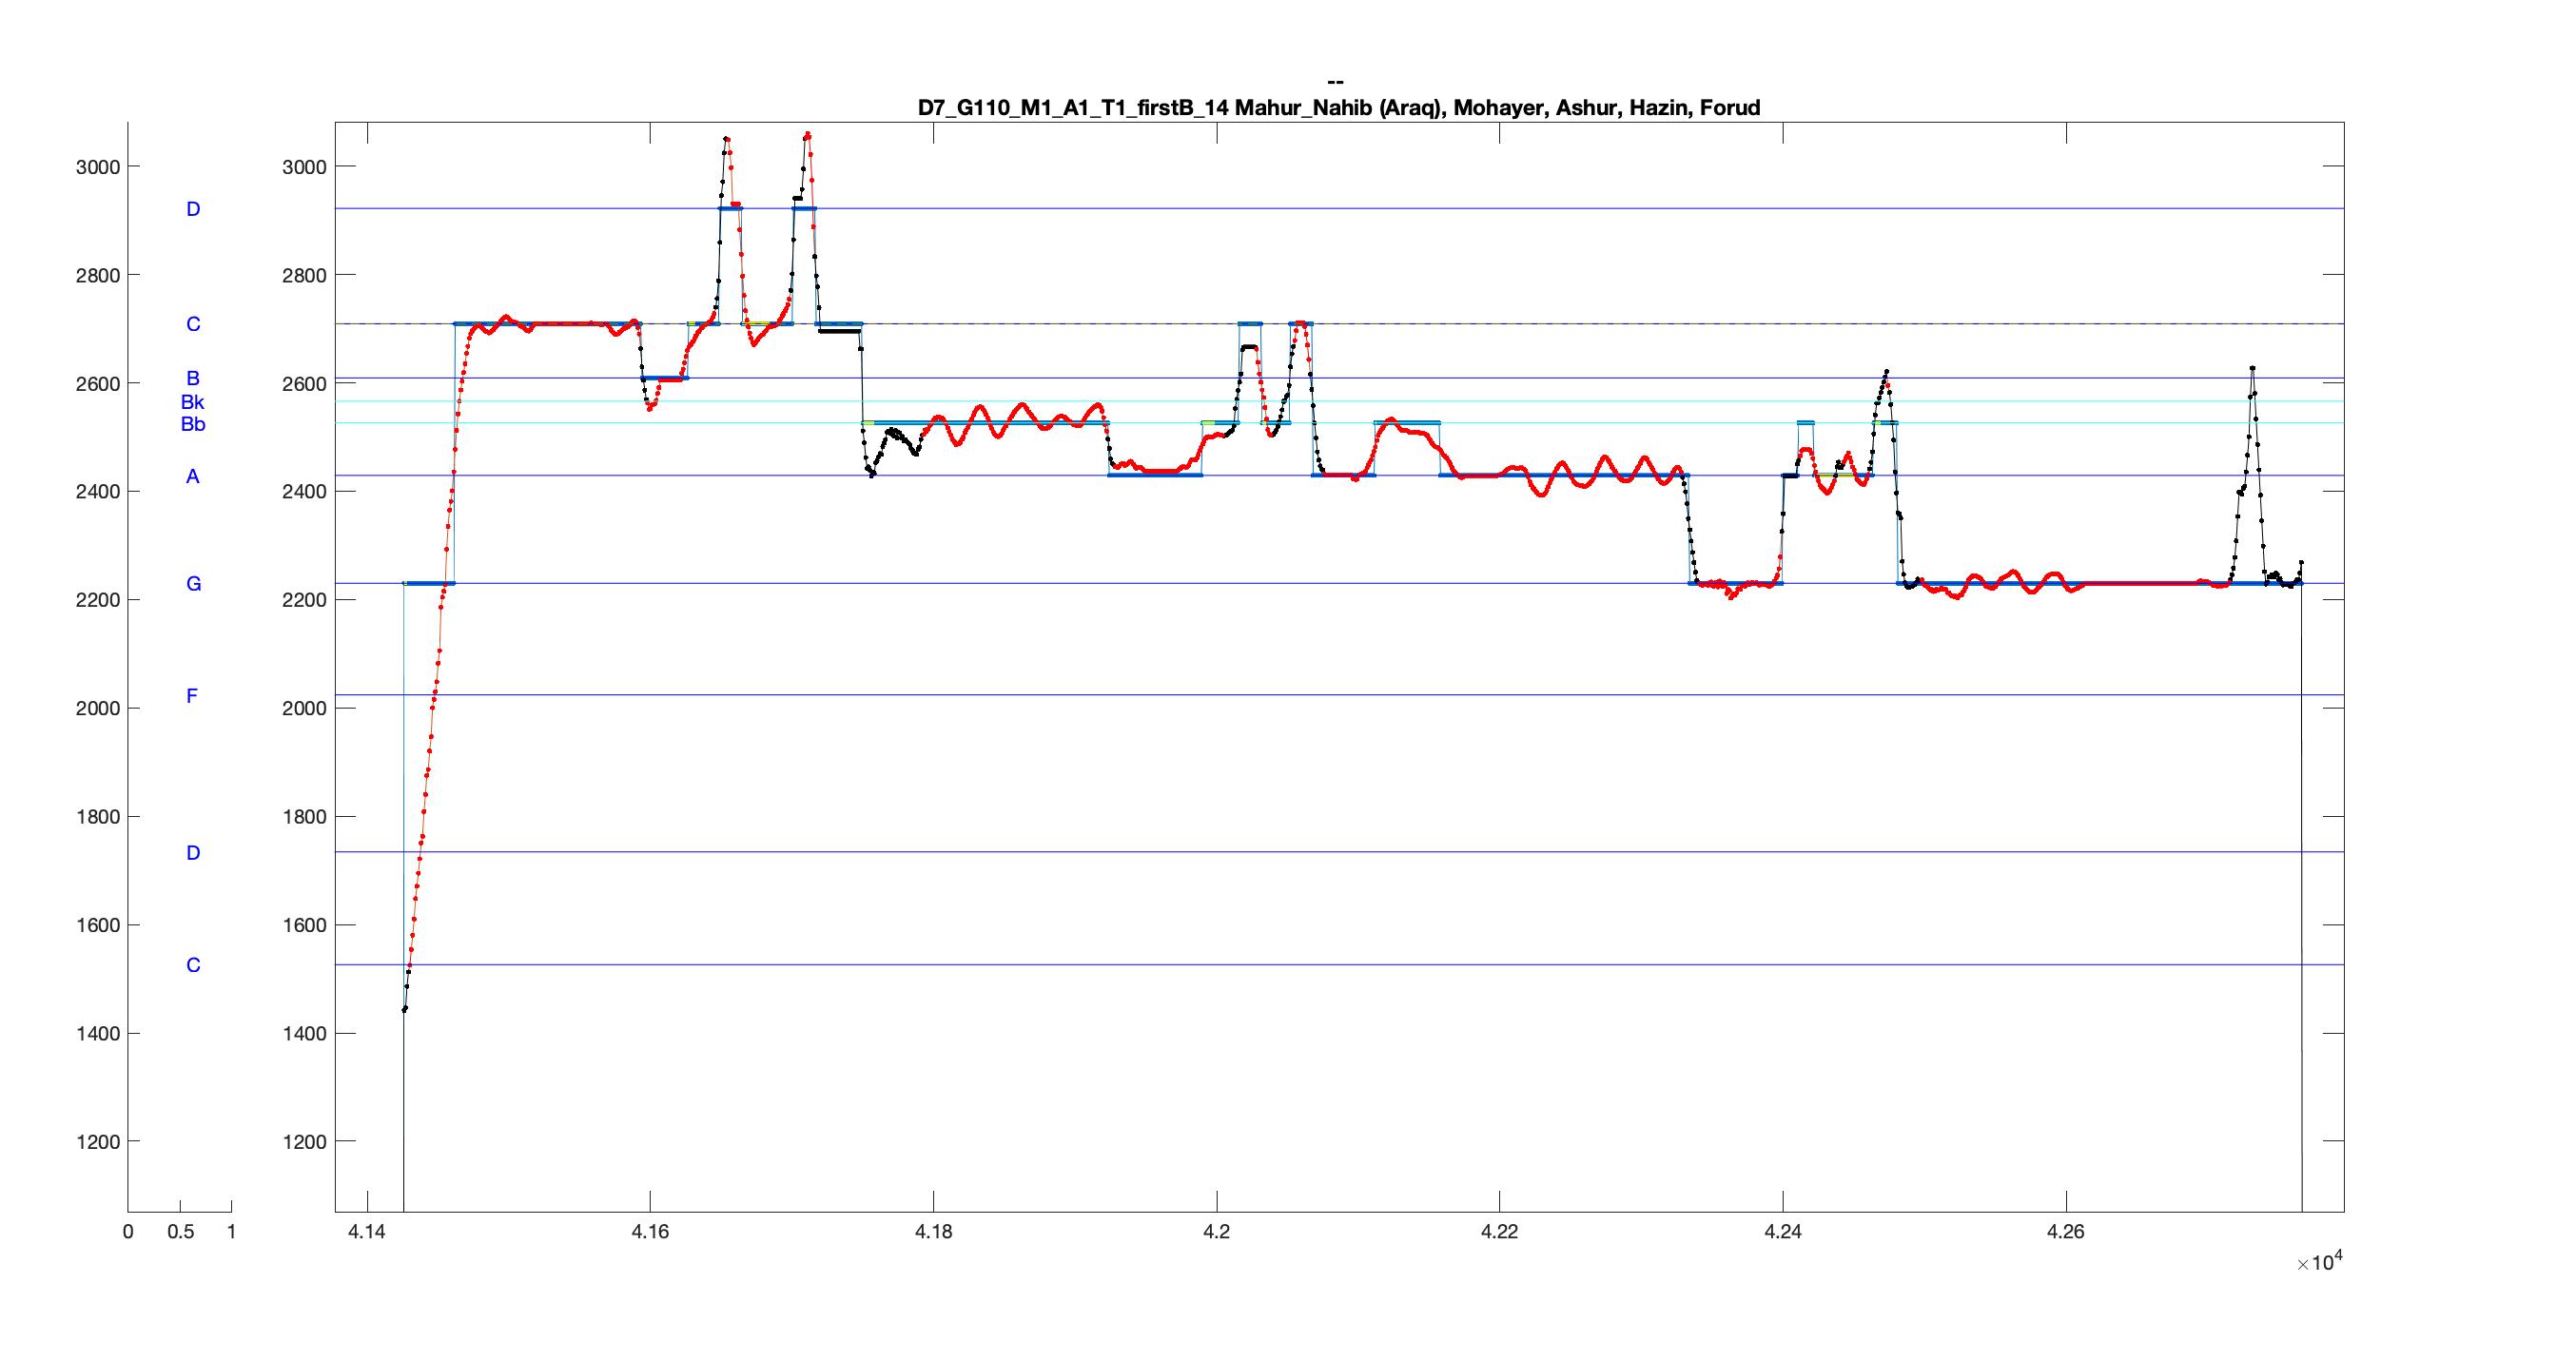 --
D7_G110_M1_A1_T1_firstB_14 Mahur_Nahib (Araq), Mohayer, Ashur, Hazin, Forud
3000 3000
D
2800 2800
C
2600 B 2600
Bk
Bb
A
2400 2400
G
2200 2200
F
2000 2000
1800 1800
D
1600 1600
C
1400 1400
1200 1200
0 0.5 1 4.14 4.16 4.18 4.2 4.22 4.24 4.26
×10⁴